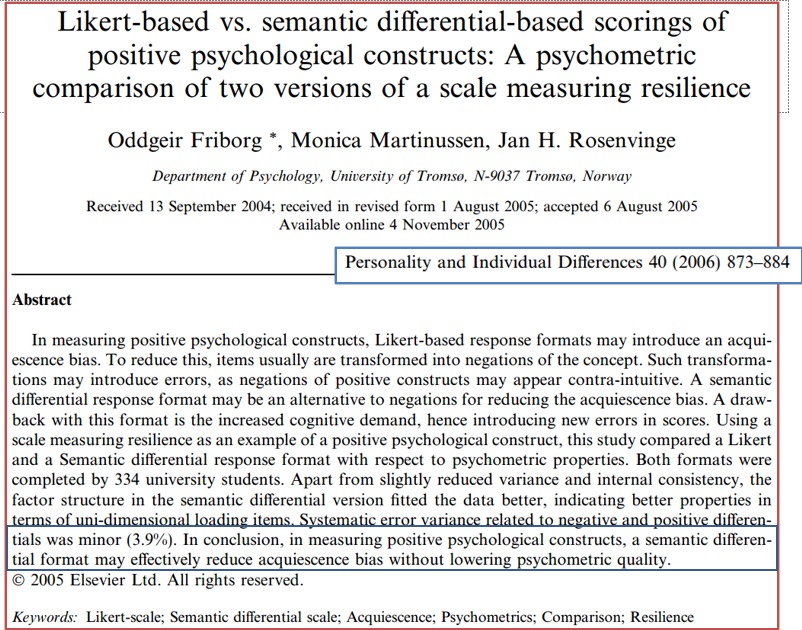 Likert-based vs. semantic differential-based scorings of
positive psychological constructs: A psychometric
comparison of two versions of a scale measuring resilience
Oddgeir Friborg *, Monica Martinussen, Jan H. Rosenvinge
Department of Psychology, University of Tromsø, N-9037 Tromsø, Norway
Received 13 September 2004; received in revised form 1 August 2005; accepted 6 August 2005
Available online 4 November 2005
Personality and Individual Differences 40 (2006) 873–884
Abstract
In measuring positive psychological constructs, Likert-based response formats may introduce an acqui-
escence bias. To reduce this, items usually are transformed into negations of the concept. Such transforma-
tions may introduce errors, as negations of positive constructs may appear contra-intuitive. A semantic
differential response format may be an alternative to negations for reducing the acquiescence bias. A draw-
back with this format is the increased cognitive demand, hence introducing new errors in scores. Using a
scale measuring resilience as an example of a positive psychological construct, this study compared a Likert
and a Semantic differential response format with respect to psychometric properties. Both formats were
completed by 334 university students. Apart from slightly reduced variance and internal consistency, the
factor structure in the semantic differential version fitted the data better, indicating better properties in
terms of uni-dimensional loading items. Systematic error variance related to negative and positive differen-
tials was minor (3.9%). In conclusion, in measuring positive psychological constructs, a semantic differen-
tial format may effectively reduce acquiescence bias without lowering psychometric quality.
© 2005 Elsevier Ltd. All rights reserved.
Keywords: Likert-scale; Semantic differential scale; Acquiescence; Psychometrics; Comparison; Resilience